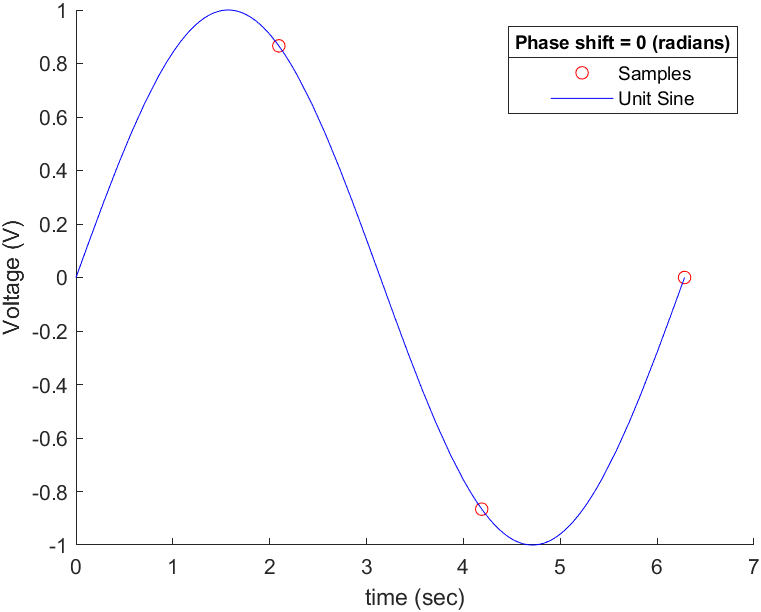 Phase shift = 0 (radians)
Samples
Unit Sine
1
0.8
0.6
0.4
0.2
0
-0.2
-0.4
-0.6
-0.8
-1
Voltage (V)
0 1 2 3 4 5 6 7
time (sec)